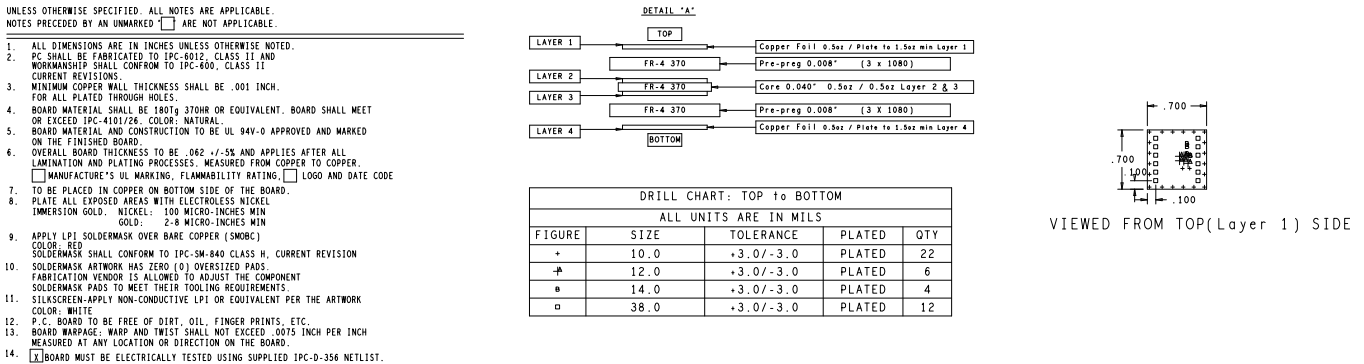 UNLESS OTHERWISE SPECIFIED. ALL NOTES ARE APPLICABLE.
NOTES PRECEDED BY AN UNMARKED "☐" ARE NOT APPLICABLE.
1. ALL DIMENSIONS ARE IN INCHES UNLESS OTHERWISE NOTED.
2. PC SHALL BE FABRICATED TO IPC-6012, CLASS II AND
WORKMANSHIP SHALL CONFROM TO IPC-600, CLASS II
CURRENT REVISIONS.
3. MINIMUM COPPER WALL THICKNESS SHALL BE .001 INCH.
FOR ALL PLATED THROUGH HOLES.
4. BOARD MATERIAL SHALL BE 180Tg 370HR OR EQUIVALENT. BOARD SHALL MEET
OR EXCEED IPC-4101/26. COLOR: NATURAL.
5. BOARD MATERIAL AND CONSTRUCTION TO BE UL 94V-0 APPROVED AND MARKED
ON THE FINISHED BOARD.
6. OVERALL BOARD THICKNESS TO BE .062 +/-5% AND APPLIES AFTER ALL
LAMINATION AND PLATING PROCESSES. MEASURED FROM COPPER TO COPPER.
☐ MANUFACTURE'S UL MARKING, FLAMMABILITY RATING, ☐ LOGO AND DATE CODE
7. TO BE PLACED IN COPPER ON BOTTOM SIDE OF THE BOARD.
8. PLATE ALL EXPOSED AREAS WITH ELECTROLESS NICKEL
IMMERSION GOLD. NICKEL: 100 MICRO-INCHES MIN
GOLD: 2-8 MICRO-INCHES MIN
9. APPLY LPI SOLDERMASK OVER BARE COPPER (SMOBC)
COLOR: RED
SOLDERMASK SHALL CONFORM TO IPC-SM-840 CLASS H, CURRENT REVISION
10. SOLDERMASK ARTWORK HAS ZERO (0) OVERSIZED PADS.
FABRICATION VENDOR IS ALLOWED TO ADJUST THE COMPONENT
SOLDERMASK PADS TO MEET THEIR TOOLING REQUIREMENTS.
11. SILKSCREEN-APPLY NON-CONDUCTIVE LPI OR EQUIVALENT PER THE ARTWORK
COLOR: WHITE
12. P.C. BOARD TO BE FREE OF DIRT, OIL, FINGER PRINTS, ETC.
13. BOARD WARPAGE: WARP AND TWIST SHALL NOT EXCEED .0075 INCH PER INCH
MEASURED AT ANY LOCATION OR DIRECTION ON THE BOARD.
14. X BOARD MUST BE ELECTRICALLY TESTED USING SUPPLIED IPC-D-356 NETLIST.
DETAIL "A"
TOP
LAYER 1 Copper Foil 0.5oz / Plate to 1.5oz min Layer 1
FR-4 370 Pre-preg 0.008" (3 x 1080)
LAYER 2
FR-4 370 Core 0.040" 0.5oz / 0.5oz Layer 2 & 3
LAYER 3
FR-4 370 Pre-preg 0.008" (3 X 1080)
LAYER 4 Copper Foil 0.5oz / Plate to 1.5oz min Layer 4
BOTTOM
DRILL CHART: TOP to BOTTOM
ALL UNITS ARE IN MILS
FIGURE SIZE TOLERANCE PLATED QTY
+ 10.0 +3.0/-3.0 PLATED 22
A 12.0 +3.0/-3.0 PLATED 6
B 14.0 +3.0/-3.0 PLATED 4
□ 38.0 +3.0/-3.0 PLATED 12
.700
.700
.100
.100
VIEWED FROM TOP(Layer 1) SIDE